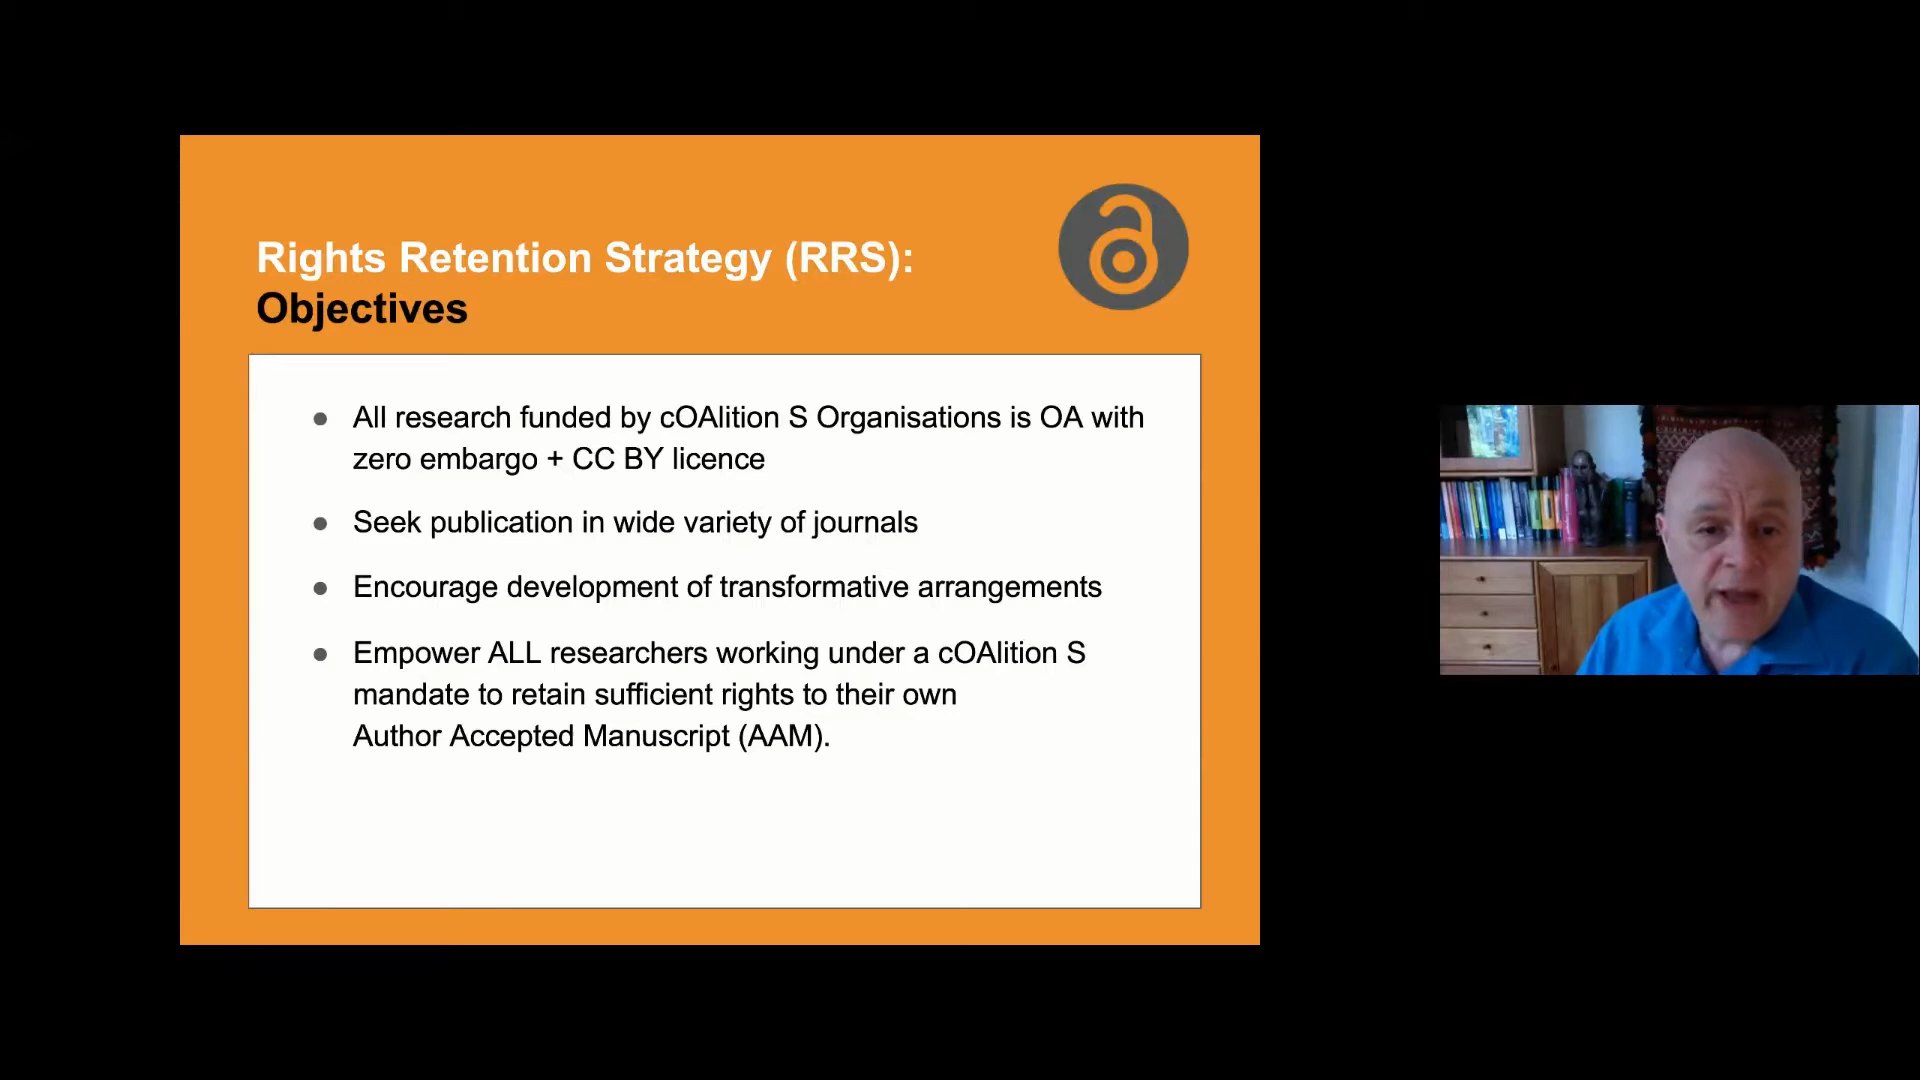 Rights Retention Strategy (RRS):
Objectives
● All research funded by cOAlition S Organisations is OA with
zero embargo + CC BY licence
● Seek publication in wide variety of journals
● Encourage development of transformative arrangements
● Empower ALL researchers working under a cOAlition S
mandate to retain sufficient rights to their own
Author Accepted Manuscript (AAM).